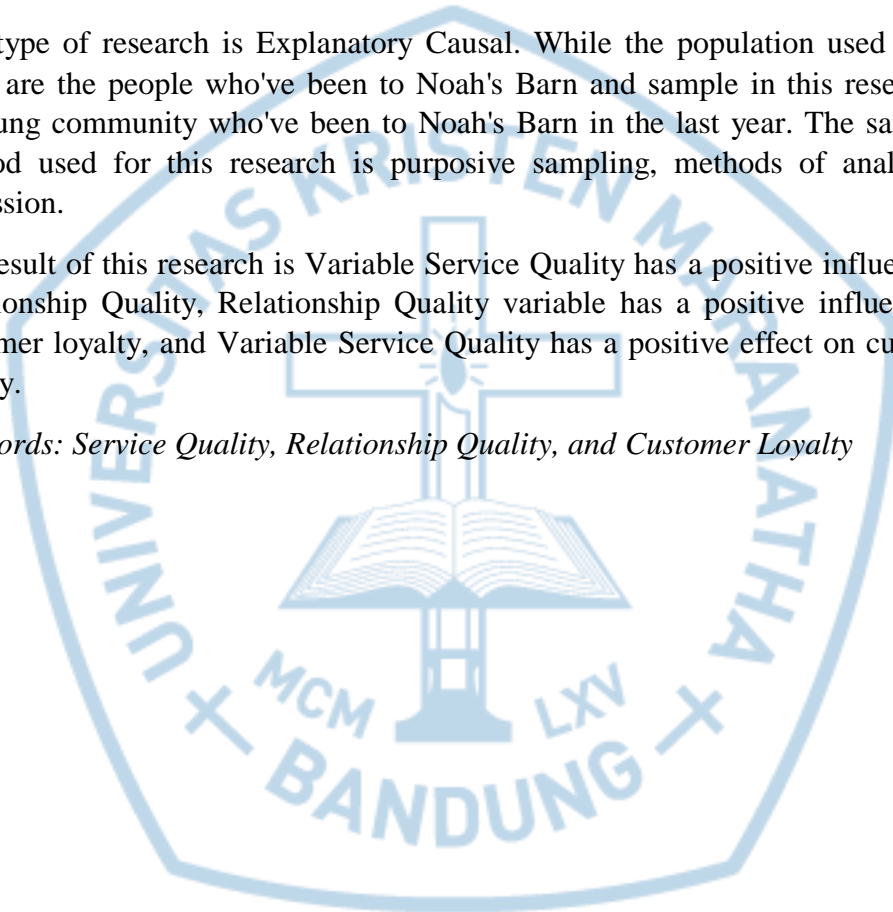 type of research is Explanatory Causal. While the population used
are the people who've been to Noah's Barn and sample in this rese
ung community who've been to Noah's Barn in the last year. The sa
od used for this research is purposive sampling, methods of anal
ssion.
esult of this research is Variable Service Quality has a positive influe
ionship Quality, Relationship Quality variable has a positive influe
mer loyalty, and Variable Service Quality has a positive effect on cu
y.
ords: Service Quality, Relationship Quality, and Customer Loyalty
UNIVERSITAS KRISTEN MARANATHA
MCM LXV
BANDUNG